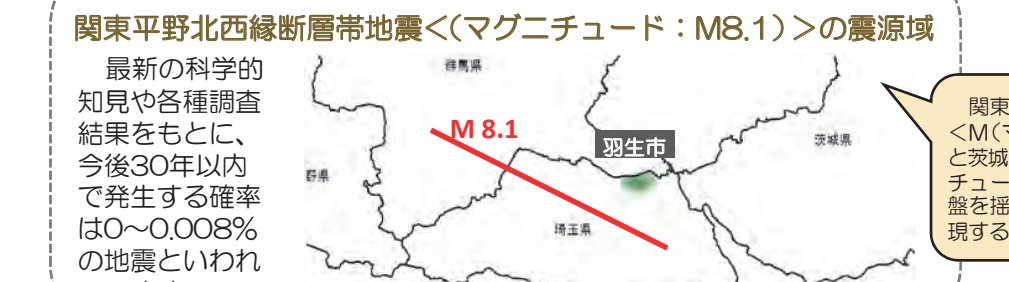 関東平野北西縁断層帯地震<(マグニチュード：M8.1)>の震源域
最新の科学的
知見や各種調査
結果をもとに、
今後30年以内
で発生する確率
は0～0.008%
の地震といわれ
群馬県
M 8.1
羽生市
茨城県
野県
埼玉県
関東
<M(マ
と茨城
チュー
盤を揺
現する